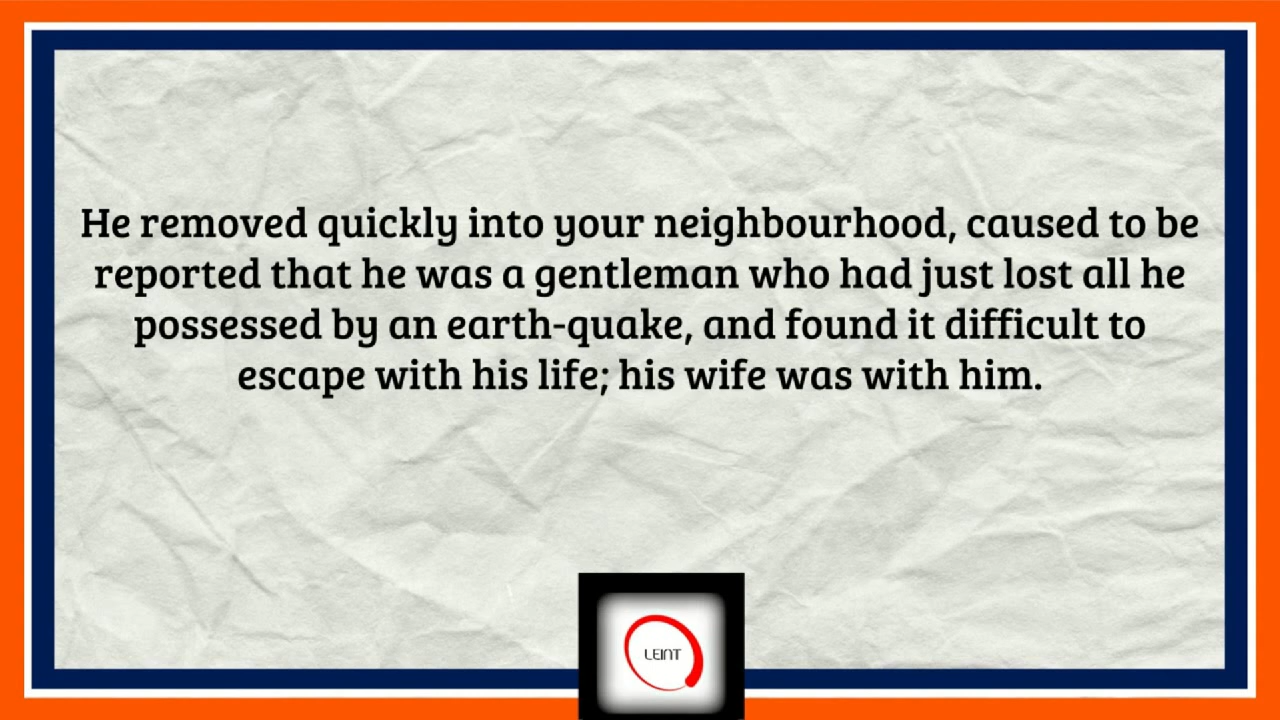 He removed quickly into your neighbourhood, caused to be
reported that he was a gentleman who had just lost all he
possessed by an earth-quake, and found it difficult to
escape with his life; his wife was with him.
LEINT